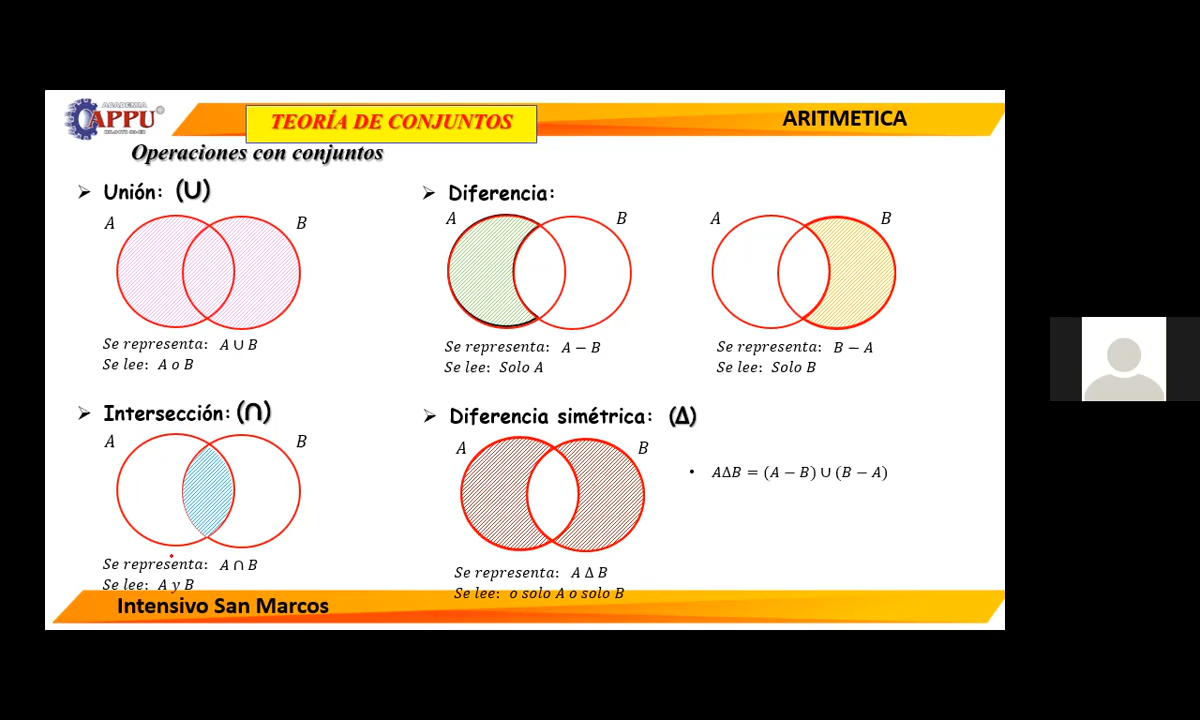 ACADEMIA
APPU
TEORÍA DE CONJUNTOS
ARITMETICA
Operaciones con conjuntos
➢ Unión: (∪)
A B
Se representa: A ∪ B
Se lee: A o B
➢ Diferencia:
A B
Se representa: A − B
Se lee: Solo A
A B
Se representa: B − A
Se lee: Solo B
➢ Intersección: (∩)
A B
Se representa: A ∩ B
Se lee: A y B
➢ Diferencia simétrica: (Δ)
A B
• AΔB = (A − B) ∪ (B − A)
Se representa: A Δ B
Se lee: o solo A o solo B
Intensivo San Marcos